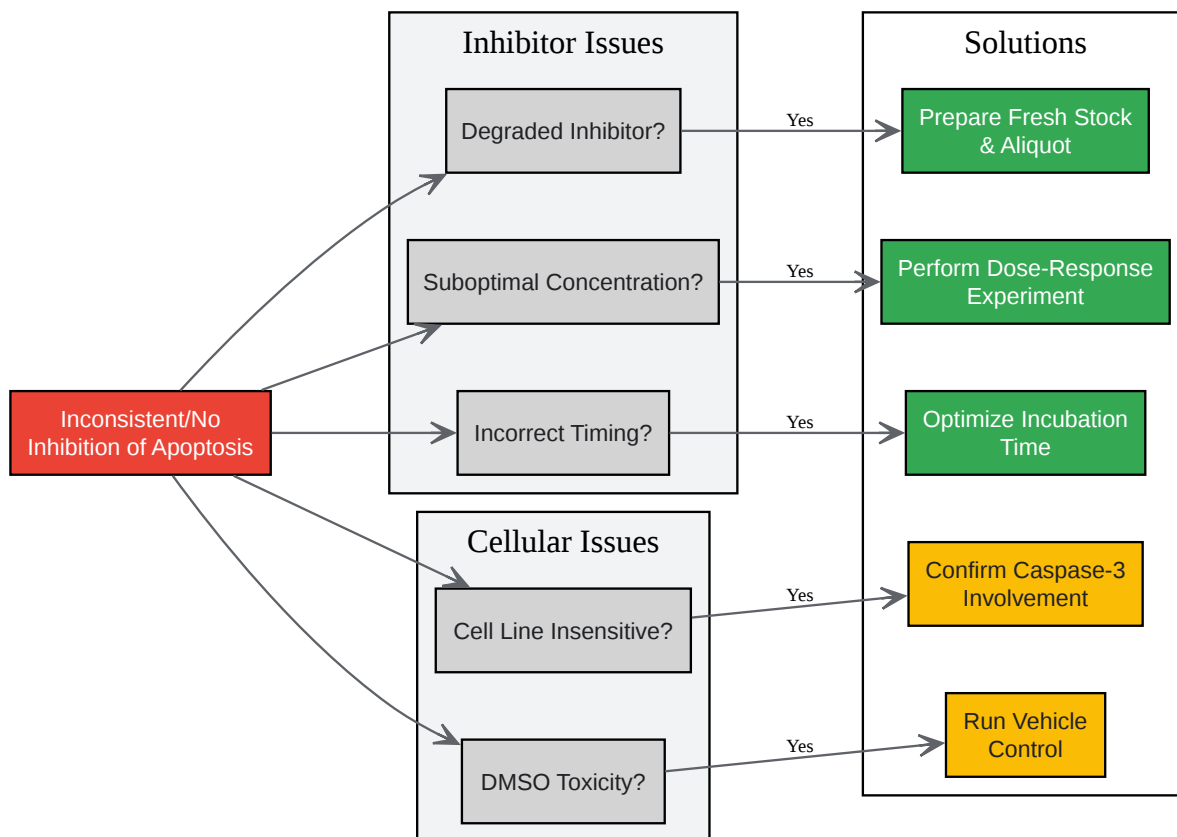 Inconsistent/No
Inhibition of Apoptosis
Inhibitor Issues
Degraded Inhibitor?
Suboptimal Concentration?
Incorrect Timing?
Cellular Issues
Cell Line Insensitive?
DMSO Toxicity?
Yes
Yes
Yes
Yes
Yes
Solutions
Prepare Fresh Stock
& Aliquot
Perform Dose-Response
Experiment
Optimize Incubation
Time
Confirm Caspase-3
Involvement
Run Vehicle
Control